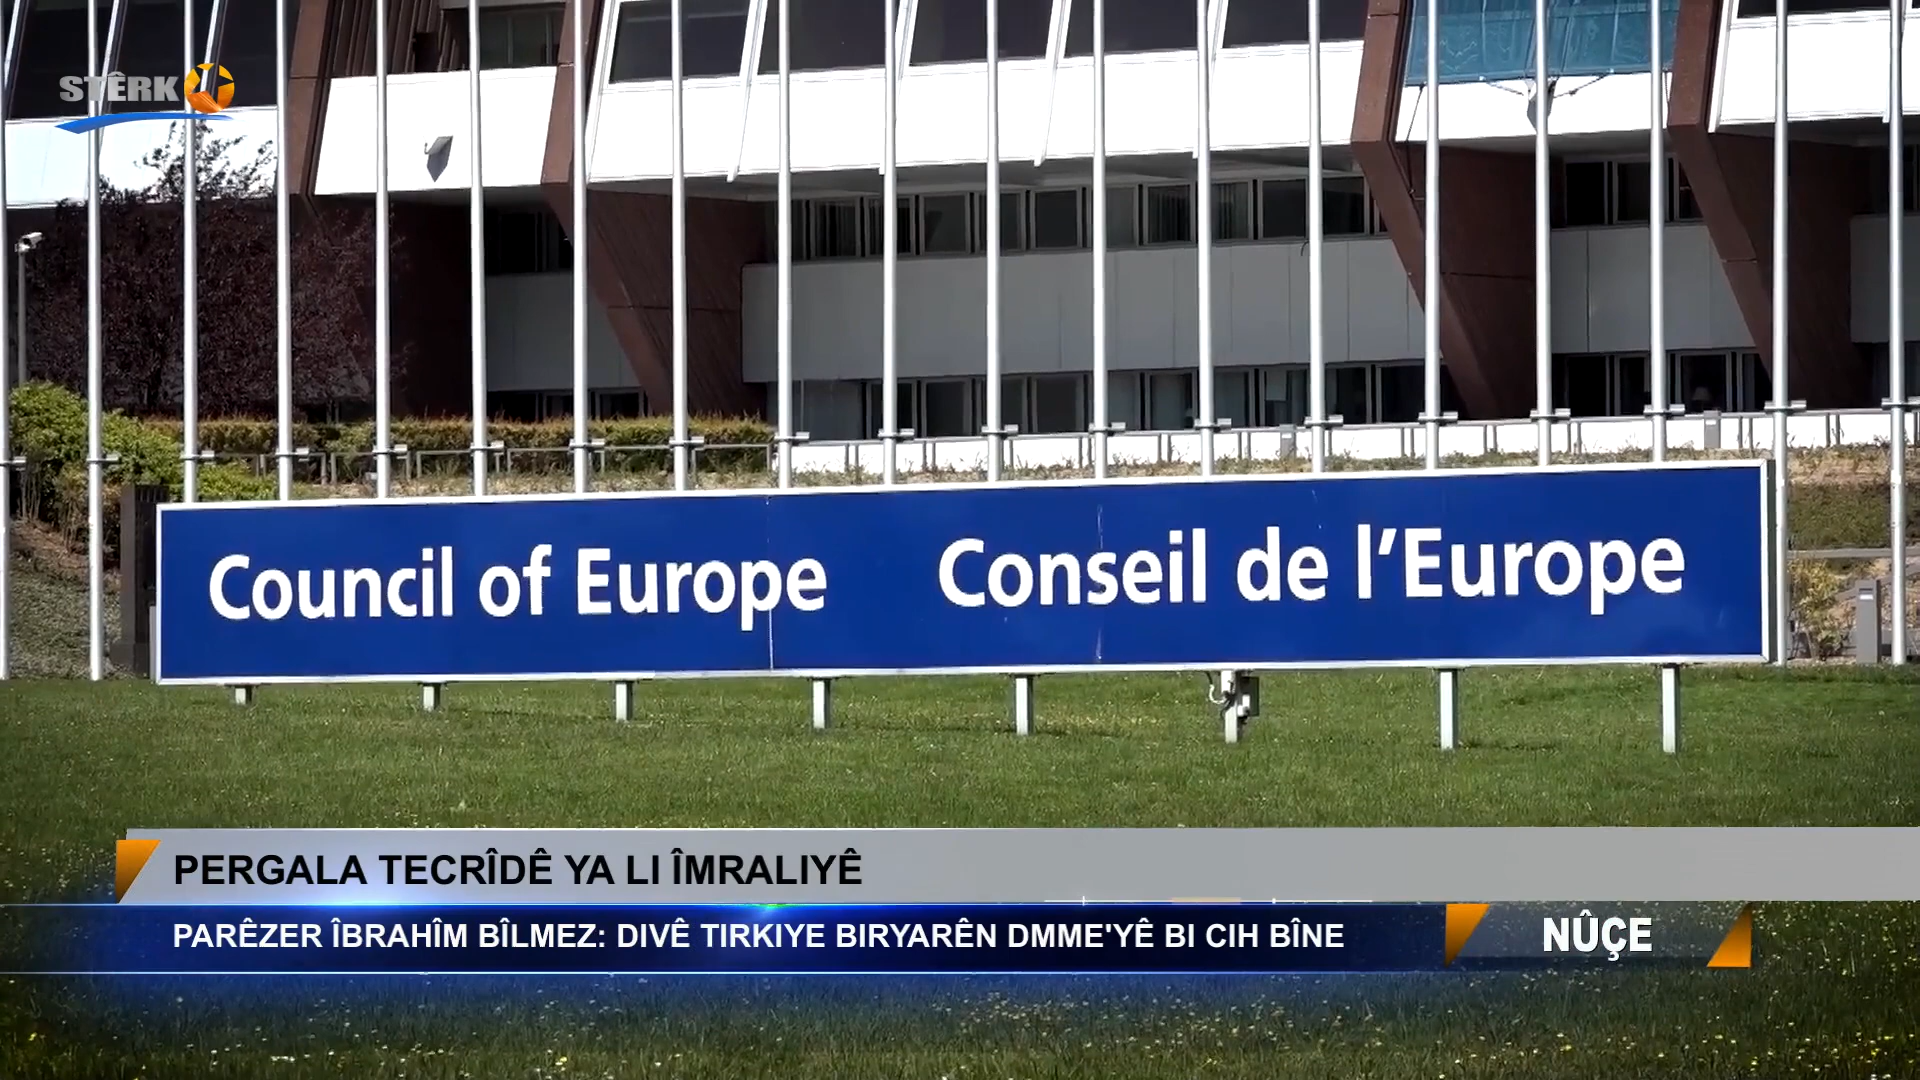 STÊRK
Council of Europe Conseil de l'Europe
PERGALA TECRÎDÊ YA LI ÎMRALIYÊ
PARÊZER ÎBRAHÎM BÎLMEZ: DIVÊ TIRKIYE BIRYARÊN DMME'YÊ BI CIH BÎNE
NÛÇE